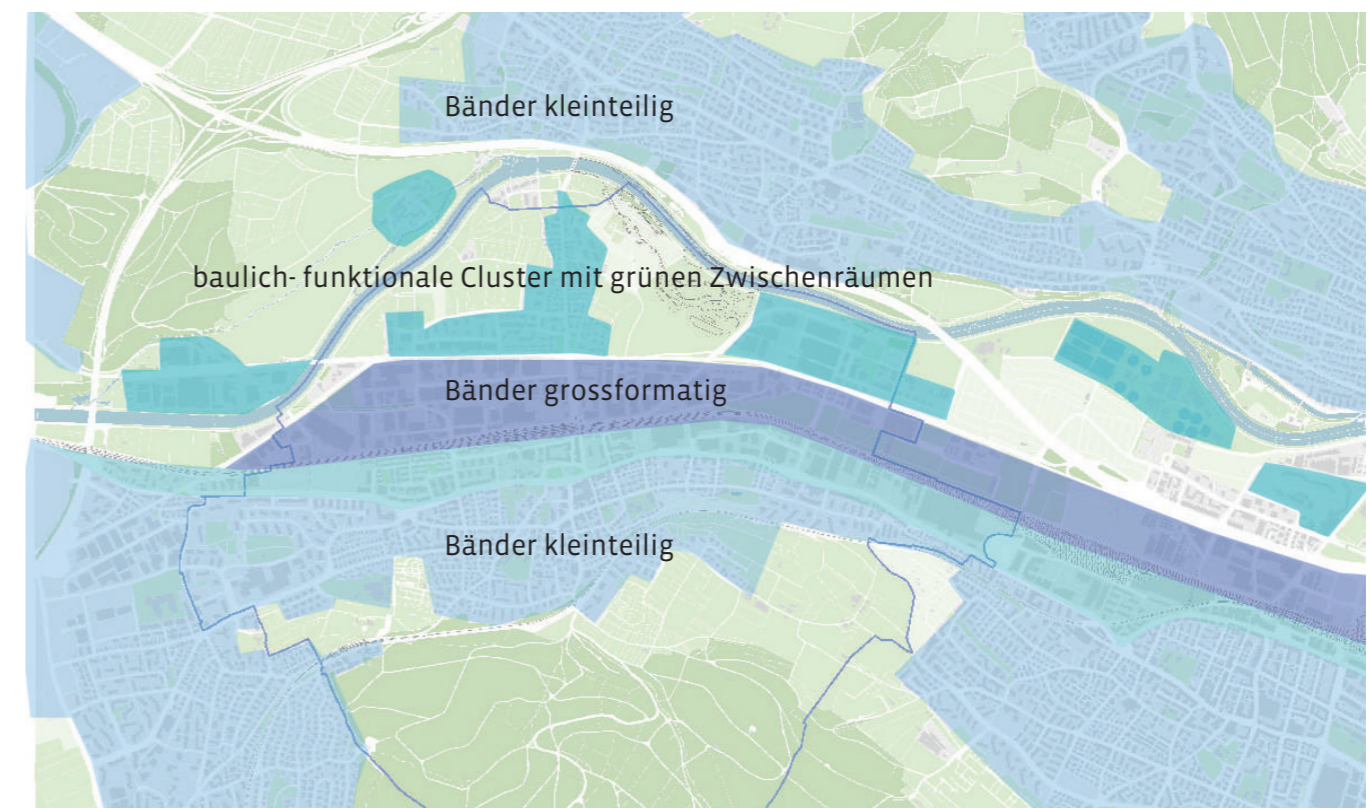 Bänder kleinteilig
baulich- funktionale Cluster mit grünen Zwischenräumen
Bänder grossformatig
Bänder kleinteilig